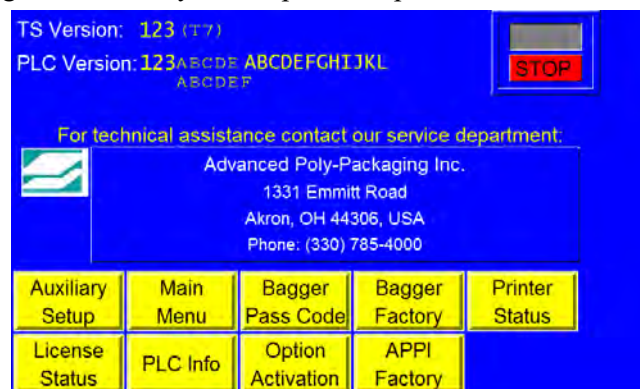 TS Version: 123 (T7)
PLC Version: 123ABCDE ABCDEFGHIJKL
ABCDEF
STOP
For technical assistance contact our service department:
Advanced Poly-Packaging Inc.
1331 Emmitt Road
Akron, OH 44306, USA
Phone: (330) 785-4000
Auxiliary Setup
Main Menu
Bagger Pass Code
Bagger Factory
Printer Status
License Status
PLC Info
Option Activation
APPI Factory